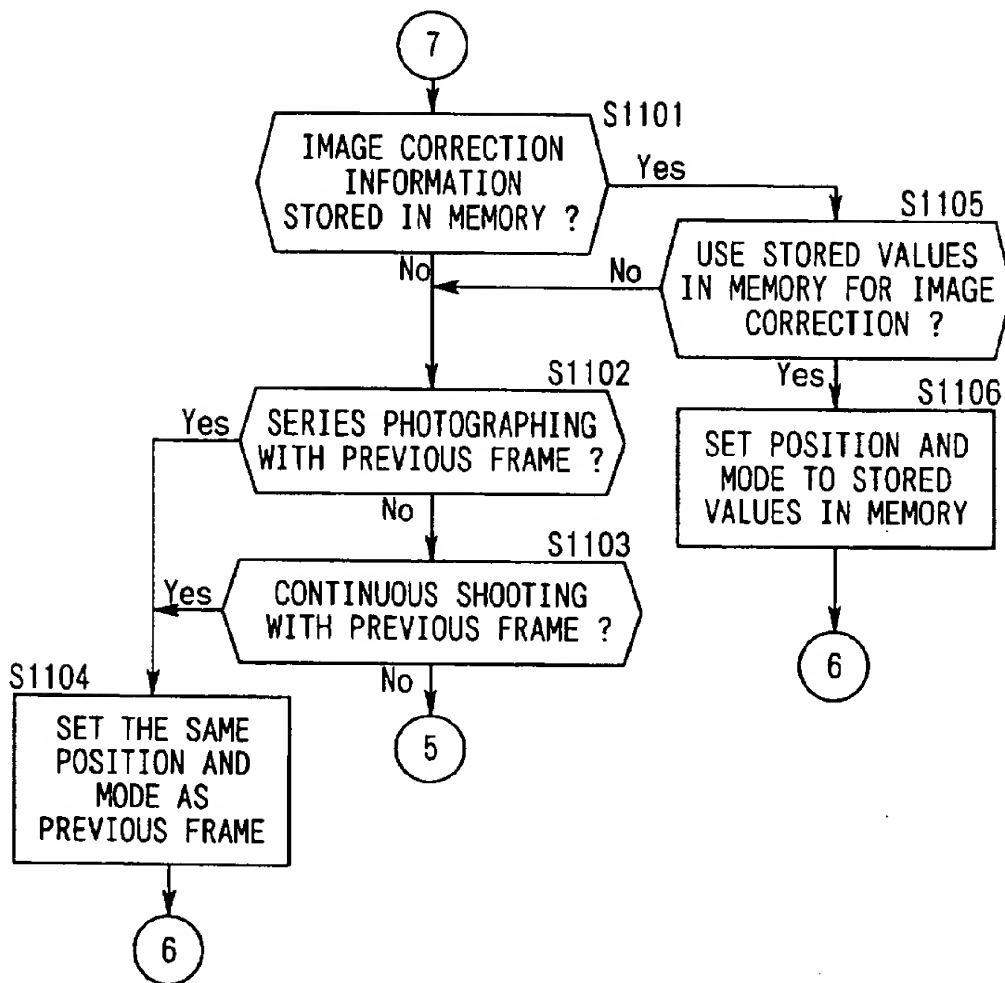 7
S1101
IMAGE CORRECTION
INFORMATION
STORED IN MEMORY ?
Yes
No
S1105
USE STORED VALUES
IN MEMORY FOR IMAGE
CORRECTION ?
No
Yes
S1106
SET POSITION AND
MODE TO STORED
VALUES IN MEMORY
6
S1102
SERIES PHOTOGRAPHING
WITH PREVIOUS FRAME ?
Yes
No
S1103
CONTINUOUS SHOOTING
WITH PREVIOUS FRAME ?
Yes
No
5
S1104
SET THE SAME
POSITION AND
MODE AS
PREVIOUS FRAME
6